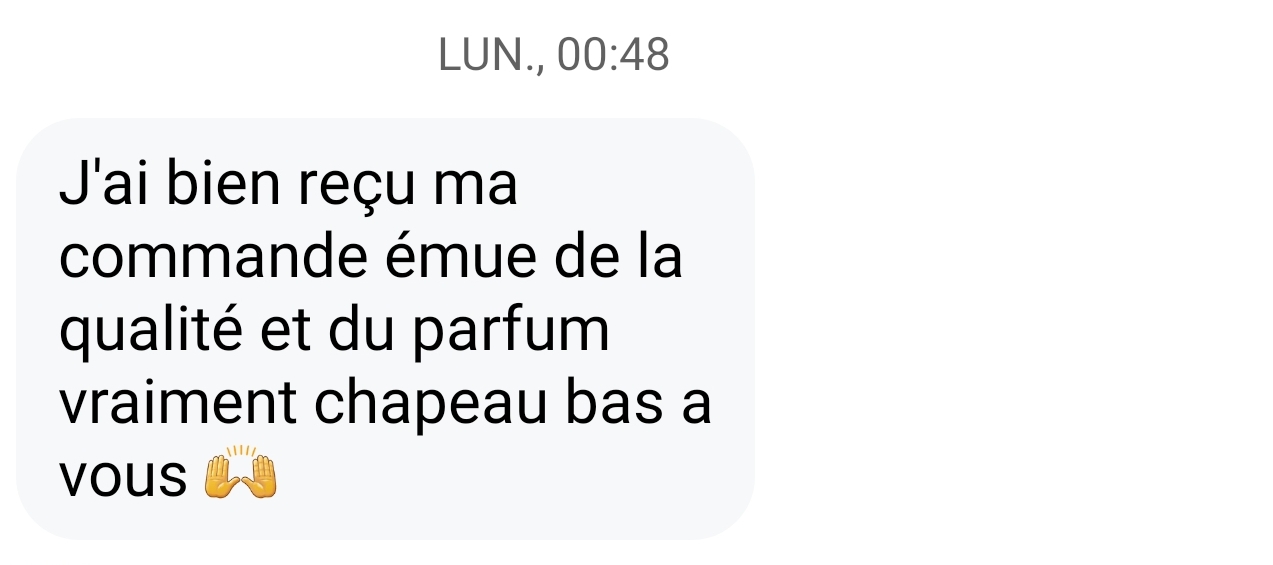 LUN., 00:48
J'ai bien reçu ma
commande émue de la
qualité et du parfum
vraiment chapeau bas a
vous 🙌